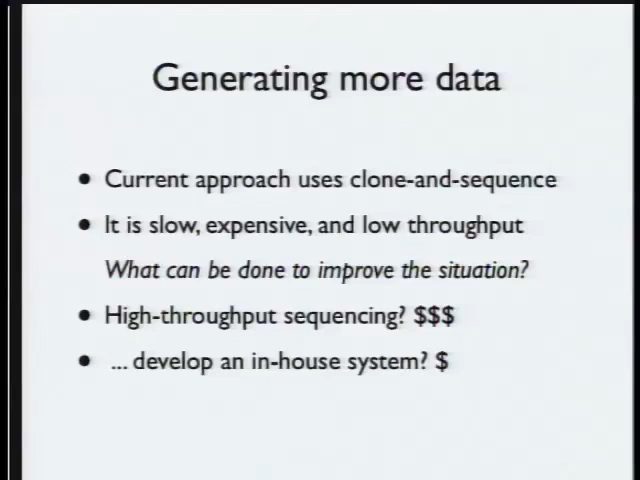 Generating more data
• Current approach uses clone-and-sequence
• It is slow, expensive, and low throughput
What can be done to improve the situation?
• High-throughput sequencing? $$$
• ... develop an in-house system? $